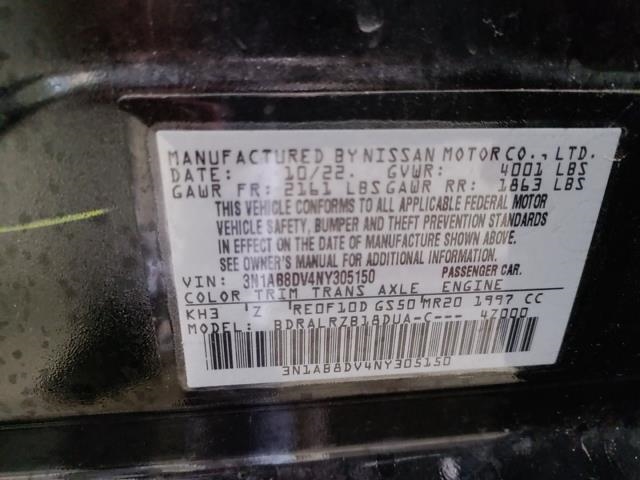 MANUFACTURED BY NISSAN MOTOR CO., LTD.
DATE: 10/22. GVWR: 4001 LBS
GAWR FR: 2161 LBS GAWR RR: 1863 LBS
THIS VEHICLE CONFORMS TO ALL APPLICABLE FEDERAL MOTOR
VEHICLE SAFETY, BUMPER AND THEFT PREVENTION STANDARDS
IN EFFECT ON THE DATE OF MANUFACTURE SHOWN ABOVE.
SEE OWNER'S MANUAL FOR ADDITIONAL INFORMATION
VIN: 3N1AB8DV4NY305150 PASSENGER CAR.
COLOR TRIM TRANS AXLE ENGINE
KH3 Z RE0F10D GS50 MR20 1997 CC
MODEL: BDRALRZB18DUA-C--- 4Z000
3N1AB8DV4NY305150